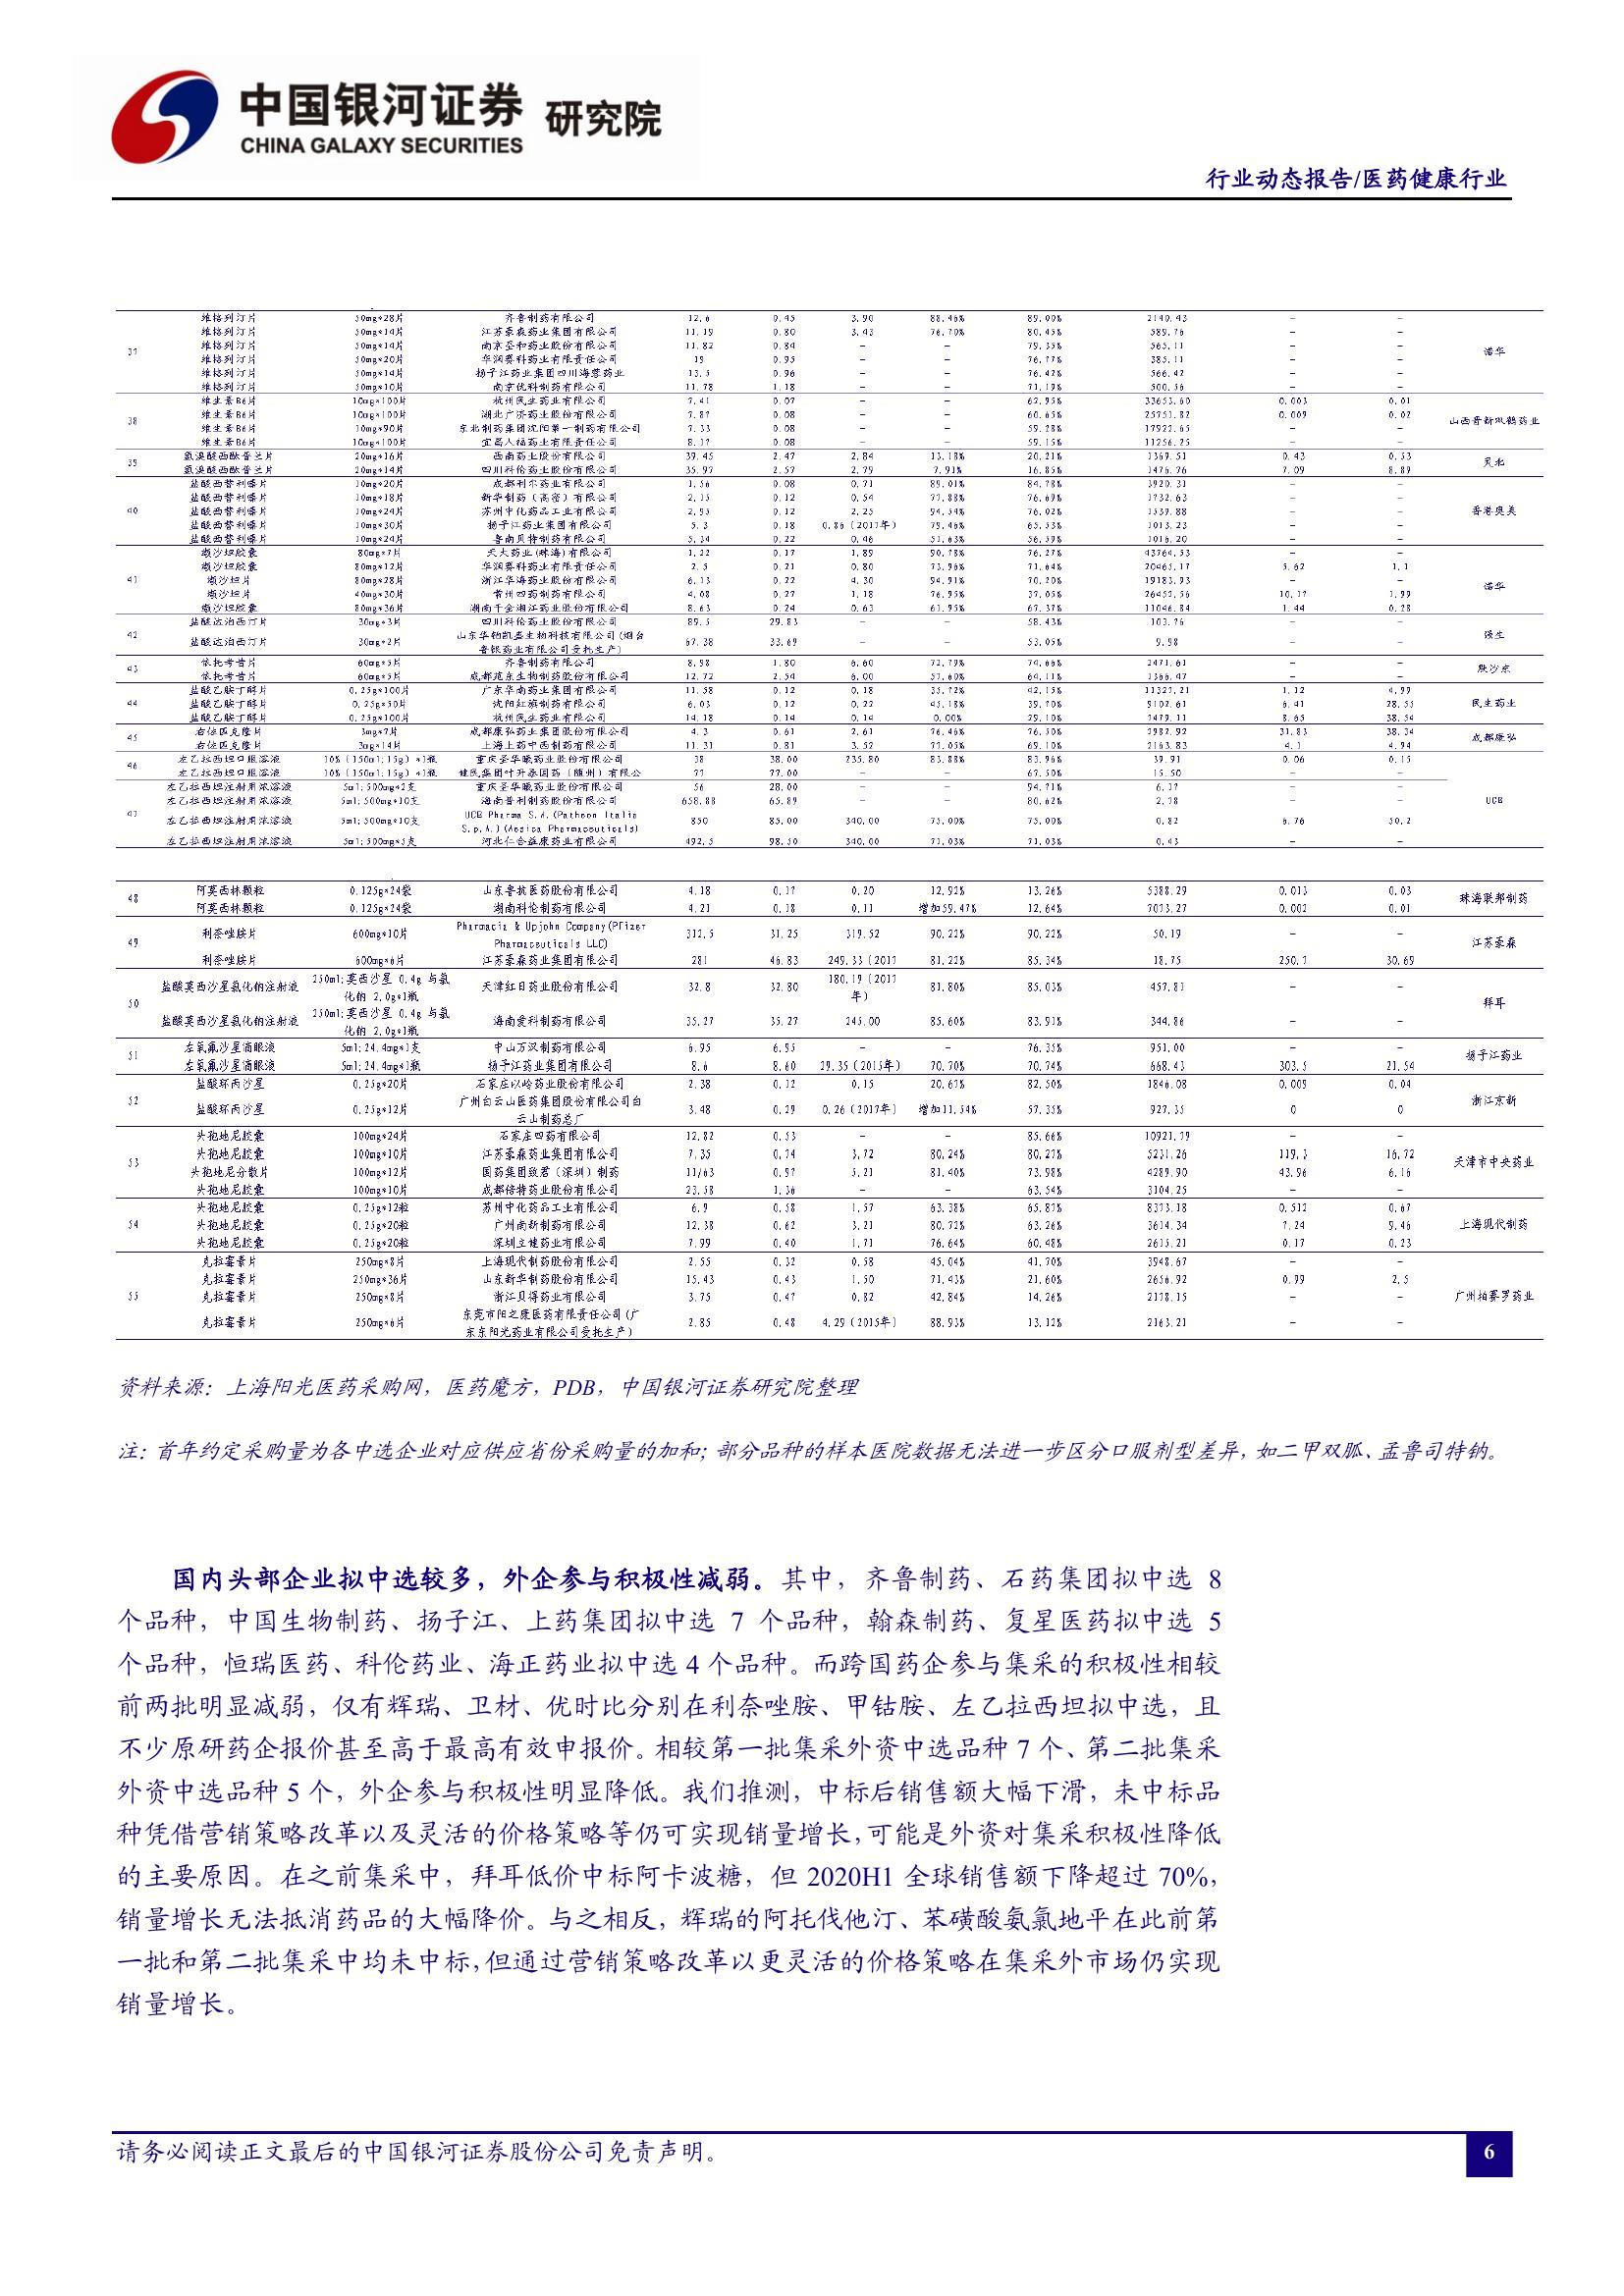 中国银河证券 研究院
CHINA GALAXY SECURITIES
行业动态报告/医药健康行业
37 维格列汀片 50mg*28片 齐鲁制药有限公司 12.6 0.45 3.90 88.46% 89.00% 2140.43 - - 诺华
维格列汀片 50mg*14片 江苏豪森药业集团有限公司 11.19 0.80 3.43 76.70% 80.45% 589.76 - -
维格列汀片 50mg*14片 南京圣和药业股份有限公司 11.82 0.84 - - 79.35% 565.11 - -
维格列汀片 50mg*20片 华润赛科药业有限责任公司 19 0.95 - - 76.77% 385.11 - -
维格列汀片 50mg*14片 扬子江药业集团四川海蓉药业 13.5 0.96 - - 76.42% 566.42 - -
维格列汀片 50mg*10片 南京优科制药有限公司 11.78 1.18 - - 71.19% 500.56 - -
38 维生素B6片 10mg*100片 杭州民生药业有限公司 7.41 0.07 - - 62.95% 33653.60 0.003 0.01 山西晋新双鹤药业
维生素B6片 10mg*100片 湖北广济药业股份有限公司 7.87 0.08 - - 60.65% 25751.82 0.009 0.02
维生素B6片 10mg*90片 东北制药集团沈阳第一制药有限公司 7.33 0.08 - - 59.28% 17922.65
维生素B6片 10mg*100片 宜昌人福药业有限责任公司 8.17 0.08 - - 59.15% 11256.25
39 氢溴酸西酞普兰片 20mg*16片 西南药业股份有限公司 39.45 2.47 2.84 13.18% 20.21% 1369.51 0.43 0.53 灵北
氢溴酸西酞普兰片 20mg*14片 四川科伦药业股份有限公司 35.97 2.57 2.79 7.91% 16.85% 1476.76 7.09 8.89
40 盐酸西替利嗪片 10mg*20片 成都利尔药业有限公司 1.56 0.08 0.71 89.01% 84.78% 3920.31 - - 香港奥美
盐酸西替利嗪片 10mg*18片 新华制药（高密）有限公司 2.15 0.12 0.54 77.88% 76.69% 1732.63 - -
盐酸西替利嗪片 10mg*24片 苏州中化药品工业有限公司 2.95 0.12 2.25 94.54% 76.02% 1339.88 - -
盐酸西替利嗪片 10mg*30片 扬子江药业集团有限公司 5.3 0.18 0.86（2017年） 79.46% 65.53% 1013.23 - -
盐酸西替利嗪片 10mg*24片 鲁南贝特制药有限公司 5.34 0.22 0.46 51.63% 56.59% 1016.20 - -
41 缬沙坦胶囊 80mg*7片 天大药业(珠海)有限公司 1.22 0.17 1.89 90.78% 76.27% 43764.53 - - 诺华
缬沙坦胶囊 80mg*12片 华润赛科药业有限责任公司 2.5 0.21 0.80 73.96% 71.64% 20465.17 5.62 1.1
缬沙坦片 80mg*28片 浙江华海药业股份有限公司 6.13 0.22 4.30 94.91% 70.20% 19183.93 - -
缬沙坦片 40mg*30片 常州四药制药有限公司 4.08 0.27 1.18 76.95% 37.05% 26452.56 10.17 1.99
缬沙坦胶囊 80mg*36片 湖南千金湘江药业股份有限公司 8.63 0.24 0.63 61.95% 67.37% 11046.84 1.44 0.28
42 盐酸达泊西汀片 30mg*3片 四川科伦药业股份有限公司 89.5 29.83 - - 58.43% 103.76 - - 强生
盐酸达泊西汀片 30mg*2片 山东华铂凯盛生物科技有限公司(烟台鲁银药业有限公司受托生产) 67.38 33.69 - - 53.05% 9.98 - -
43 依托考昔片 60mg*5片 齐鲁制药有限公司 8.98 1.80 6.60 72.79% 74.66% 2471.61 - - 默沙东
依托考昔片 60mg*5片 成都苑东生物制药股份有限公司 12.72 2.54 6.00 57.60% 64.11% 1366.47 - -
44 盐酸乙胺丁醇片 0.25g*100片 广东华南药业集团有限公司 11.58 0.12 0.18 35.72% 42.15% 11327.21 1.12 4.99 民生药业
盐酸乙胺丁醇片 0.25g*50片 沈阳红旗制药有限公司 6.03 0.12 0.22 45.18% 39.70% 9102.61 6.41 28.55
盐酸乙胺丁醇片 0.25g*100片 杭州民生药业有限公司 14.18 0.14 0.14 0.00% 29.10% 7479.11 8.65 38.54
45 右佐匹克隆片 3mg*7片 成都康弘药业集团股份有限公司 4.3 0.61 2.61 76.46% 76.50% 2982.92 31.83 38.34 成都康弘
右佐匹克隆片 3mg*14片 上海上药中西制药有限公司 11.31 0.81 3.52 77.05% 69.10% 2163.83 4.1 4.94
46 左乙拉西坦口服溶液 10%（150ml:15g）*1瓶 重庆圣华曦药业股份有限公司 38 38.00 235.80 83.88% 83.96% 39.91 0.06 0.15 UCB
左乙拉西坦口服溶液 10%（150ml:15g）*1瓶 健民集团叶开泰国药（随州）有限公 77 77.00 - - 67.50% 15.50 - -
47 左乙拉西坦注射用浓溶液 5ml:500mg*2支 重庆圣华曦药业股份有限公司 56 28.00 94.71% 6.17
左乙拉西坦注射用浓溶液 5ml:500mg*10支 海南普利制药股份有限公司 658.88 65.89 - - 80.62% 2.78 - -
左乙拉西坦注射用浓溶液 5ml:500mg*10支 UCB Pharma S.A.(Patheon Italia S.p.A.)(Aesica Pharmaceuticals) 850 85.00 340.00 75.00% 75.00% 0.82 6.76 50.2
左乙拉西坦注射用浓溶液 5ml:500mg*5支 河北仁合益康药业有限公司 492.5 98.50 340.00 71.03% 71.03% 0.43 - -
48 阿莫西林颗粒 0.125g*24袋 山东鲁抗医药股份有限公司 4.18 0.17 0.20 12.92% 13.26% 5388.29 0.013 0.03 珠海联邦制药
阿莫西林颗粒 0.125g*24袋 湖南科伦制药有限公司 4.21 0.18 0.11 增加59.47% 12.64% 7073.27 0.002 0.01
49 利奈唑胺片 600mg*10片 Pharmacia & Upjohn Company(Pfizer Pharmaceuticals LLC) 312.5 31.25 319.52 90.22% 90.22% 50.19 - - 江苏豪森
利奈唑胺片 600mg*6片 江苏豪森药业集团有限公司 281 46.83 249.33（2017 81.22% 85.34% 18.75 250.7 30.69
50 盐酸莫西沙星氯化钠注射液 250ml:莫西沙星 0.4g 与氯化钠 2.0g*1瓶 天津红日药业股份有限公司 32.8 32.80 180.19（2017年） 81.80% 85.03% 457.81 - - 拜耳
盐酸莫西沙星氯化钠注射液 250ml:莫西沙星 0.4g 与氯化钠 2.0g*1瓶 海南爱科制药有限公司 35.27 35.27 245.00 85.60% 83.91% 344.86 - -
51 左氧氟沙星滴眼液 5ml:24.4mg*1支 中山万汉制药有限公司 6.95 6.95 - - 76.35% 951.00 - - 扬子江药业
左氧氟沙星滴眼液 5ml:24.4mg*1瓶 扬子江药业集团有限公司 8.6 8.60 29.35（2015年） 70.70% 70.74% 668.43 303.5 21.54
52 盐酸环丙沙星 0.25g*20片 石家庄以岭药业股份有限公司 2.38 0.12 0.15 20.67% 82.50% 1846.08 0.009 0.04 浙江京新
盐酸环丙沙星 0.25g*12片 广州白云山医药集团股份有限公司白云山制药总厂 3.48 0.29 0.26（2017年） 增加11.54% 57.35% 927.35 0 0
53 头孢地尼胶囊 100mg*24片 石家庄四药有限公司 12.82 0.53 - - 85.66% 10921.79 - - 天津市中央药业
头孢地尼胶囊 100mg*10片 江苏豪森药业集团有限公司 7.35 0.74 3.72 80.24% 80.27% 5231.26 119.3 16.72
头孢地尼分散片 100mg*12片 国药集团致君（深圳）制药 11/63 0.97 5.21 81.40% 73.98% 4289.90 43.96 6.16
头孢地尼胶囊 100mg*10片 成都倍特药业股份有限公司 23.58 1.36 - - 63.54% 3104.25 - -
54 头孢地尼胶囊 0.25g*12粒 苏州中化药品工业有限公司 6.9 0.58 1.57 63.38% 65.87% 8373.18 0.512 0.67 上海现代制药
头孢地尼胶囊 0.25g*20粒 广州南新制药有限公司 12.38 0.62 3.21 80.72% 63.26% 3614.34 7.24 9.46
头孢地尼胶囊 0.25g*20粒 深圳立健药业有限公司 7.99 0.40 1.71 76.64% 60.48% 2615.21 0.17 0.23
55 克拉霉素片 250mg*8片 上海现代制药股份有限公司 2.55 0.32 0.58 45.04% 41.70% 3948.67 - - 广州柏赛罗药业
克拉霉素片 250mg*36片 山东新华制药股份有限公司 15.43 0.43 1.50 71.43% 21.60% 2656.92 0.99 2.5
克拉霉素片 250mg*8片 浙江贝得药业有限公司 3.75 0.47 0.82 42.84% 14.26% 2178.15 - -
克拉霉素片 250mg*6片 东莞市阳之康医药有限责任公司(广东东阳光药业有限公司受托生产) 2.85 0.48 4.29（2015年） 88.93% 13.12% 2163.21 - -
资料来源：上海阳光医药采购网，医药魔方，PDB，中国银河证券研究院整理
注：首年约定采购量为各中选企业对应供应省份采购量的加和；部分品种的样本医院数据无法进一步区分口服剂型差异，如二甲双胍、孟鲁司特钠。
国内头部企业拟中选较多，外企参与积极性减弱。其中，齐鲁制药、石药集团拟中选 8
个品种，中国生物制药、扬子江、上药集团拟中选 7 个品种，翰森制药、复星医药拟中选 5
个品种，恒瑞医药、科伦药业、海正药业拟中选 4 个品种。而跨国药企参与集采的积极性相较
前两批明显减弱，仅有辉瑞、卫材、优时比分别在利奈唑胺、甲钴胺、左乙拉西坦拟中选，且
不少原研药企报价甚至高于最高有效申报价。相较第一批集采外资中选品种 7 个、第二批集采
外资中选品种 5 个，外企参与积极性明显降低。我们推测，中标后销售额大幅下滑，未中标品
种凭借营销策略改革以及灵活的价格策略等仍可实现销量增长，可能是外资对集采积极性降低
的主要原因。在之前集采中，拜耳低价中标阿卡波糖，但 2020H1 全球销售额下降超过 70%，
销量增长无法抵消药品的大幅降价。与之相反，辉瑞的阿托伐他汀、苯磺酸氨氯地平在此前第
一批和第二批集采中均未中标，但通过营销策略改革以更灵活的价格策略在集采外市场仍实现
销量增长。
请务必阅读正文最后的中国银河证券股份公司免责声明。
6